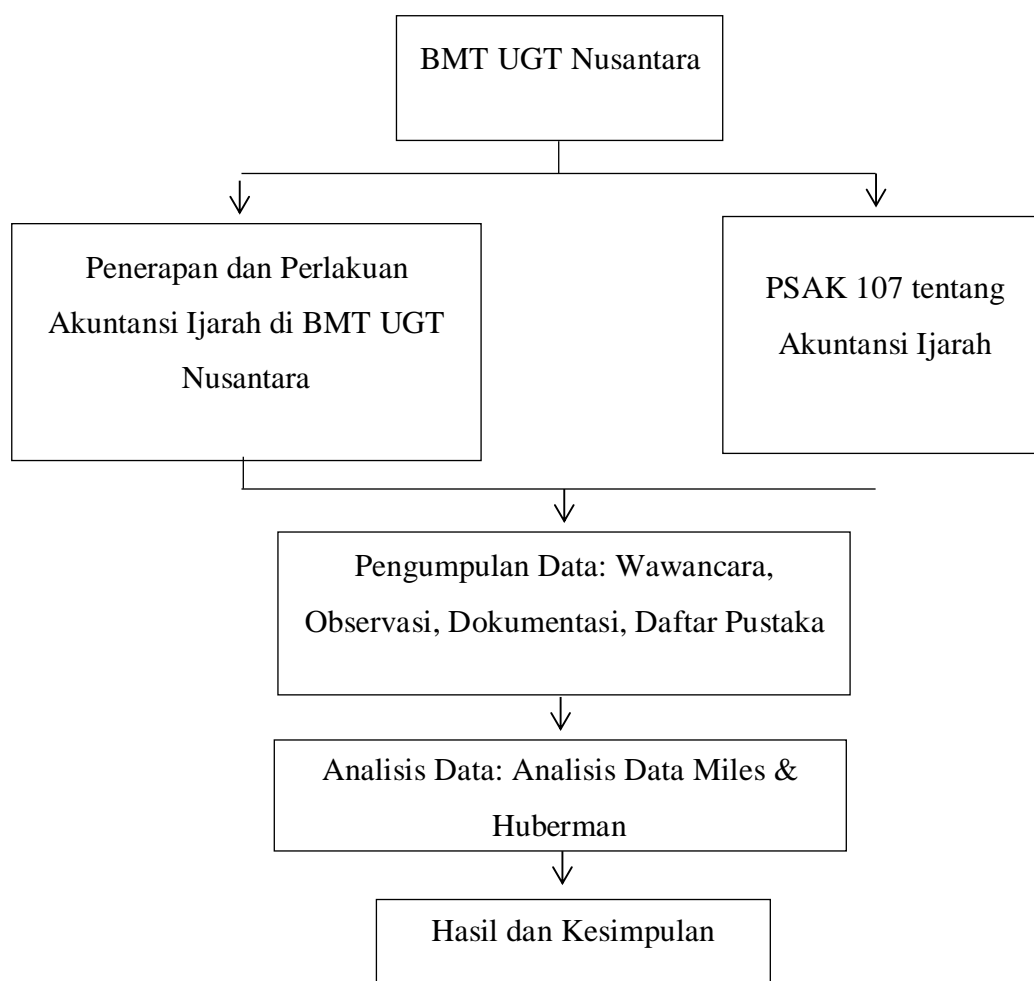 BMT UGT Nusantara
Penerapan dan Perlakuan
Akuntansi Ijarah di BMT UGT
Nusantara
PSAK 107 tentang
Akuntansi Ijarah
Pengumpulan Data: Wawancara,
Observasi, Dokumentasi, Daftar Pustaka
Analisis Data: Analisis Data Miles &
Huberman
Hasil dan Kesimpulan